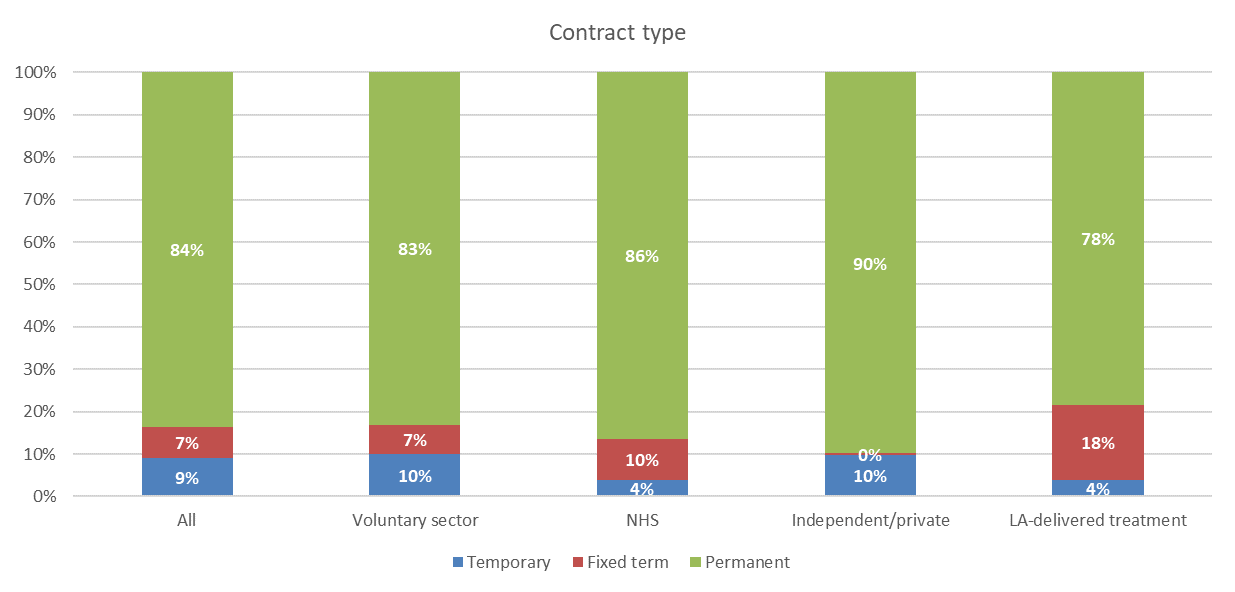 Contract type
100%
90%
80%
70%
60%
50%
40%
30%
20%
10%
0%
84% 83% 86% 90% 78%
7% 7% 10% 0% 18%
9% 10% 4% 10% 4%
All Voluntary sector NHS Independent/private LA-delivered treatment
Temporary Fixed term Permanent